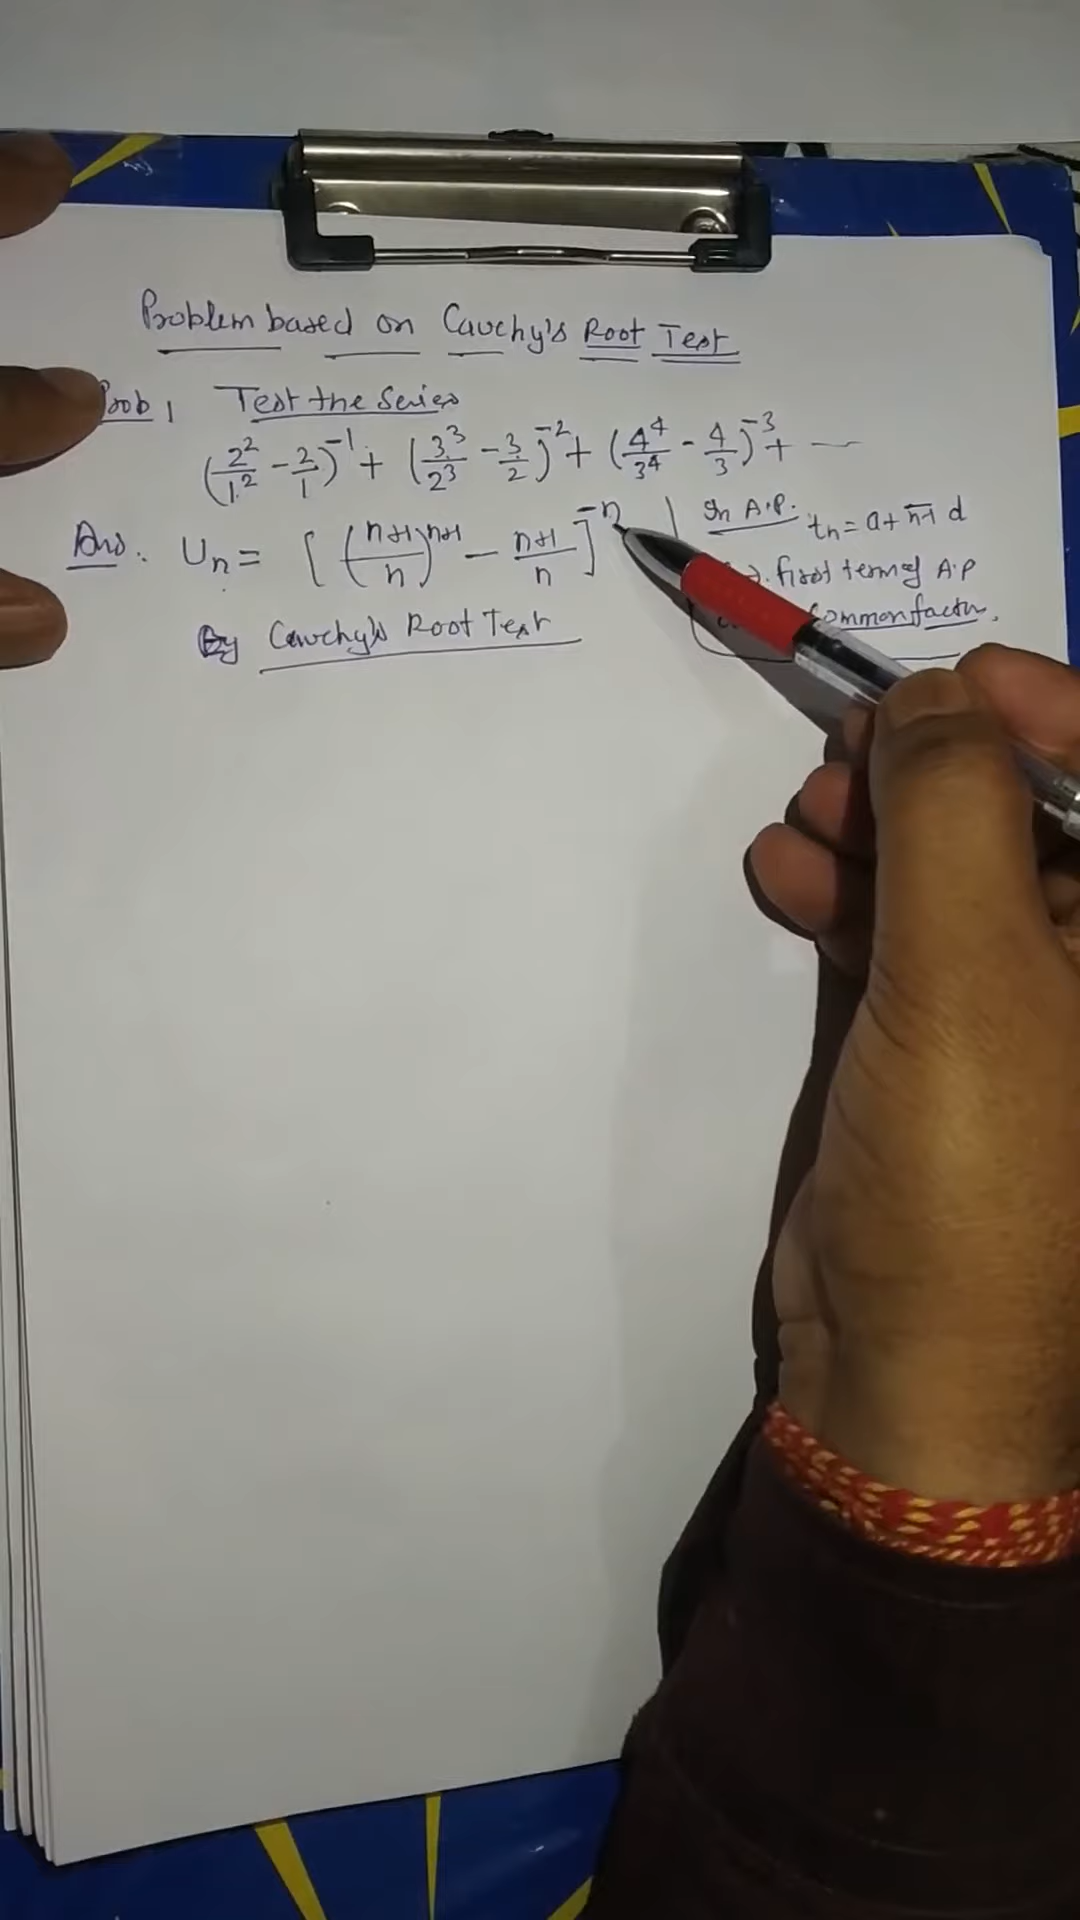 Problem based on Cauchy's Root Test
Prob 1 Test the Series
(2²/1² - 2/1)⁻¹ + (3³/2³ - 3/2)⁻² + (4⁴/3⁴ - 4/3)⁻³ + —
Ans. Uₙ = [((n+1)/n)ⁿ⁺¹ - (n+1)/n]⁻ⁿ
By Cauchy's Root Test
In A.P. tₙ = a + n-1 d
first term of A.P
Common factor.